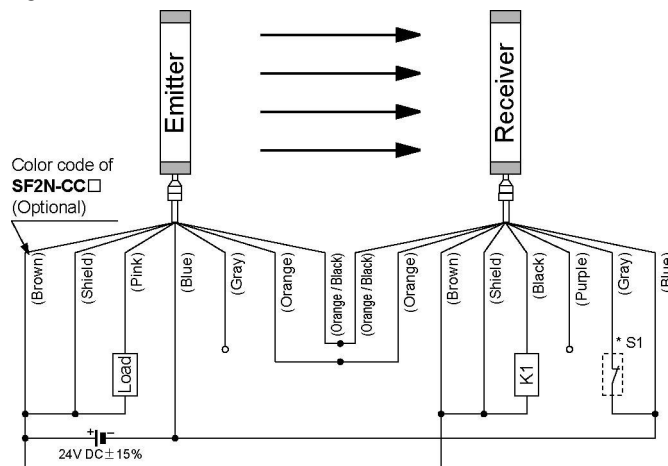 Emitter
Receiver
Color code of
SF2N-CC□
(Optional)
(Brown)
(Shield)
(Pink)
(Blue)
(Gray)
(Orange)
(Orange / Black)
(Orange / Black)
(Orange)
(Brown)
(Shield)
(Black)
(Purple)
(Gray)
(Blue)
Load
K1
* S1
+ −
24V DC ± 15%